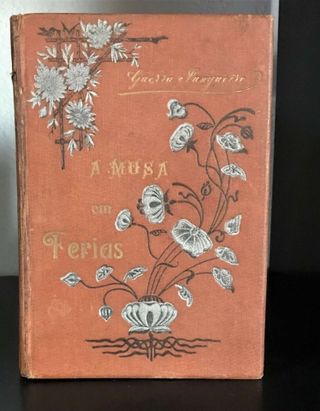 Guerra Junqueiro
A MUSA
em
Ferias